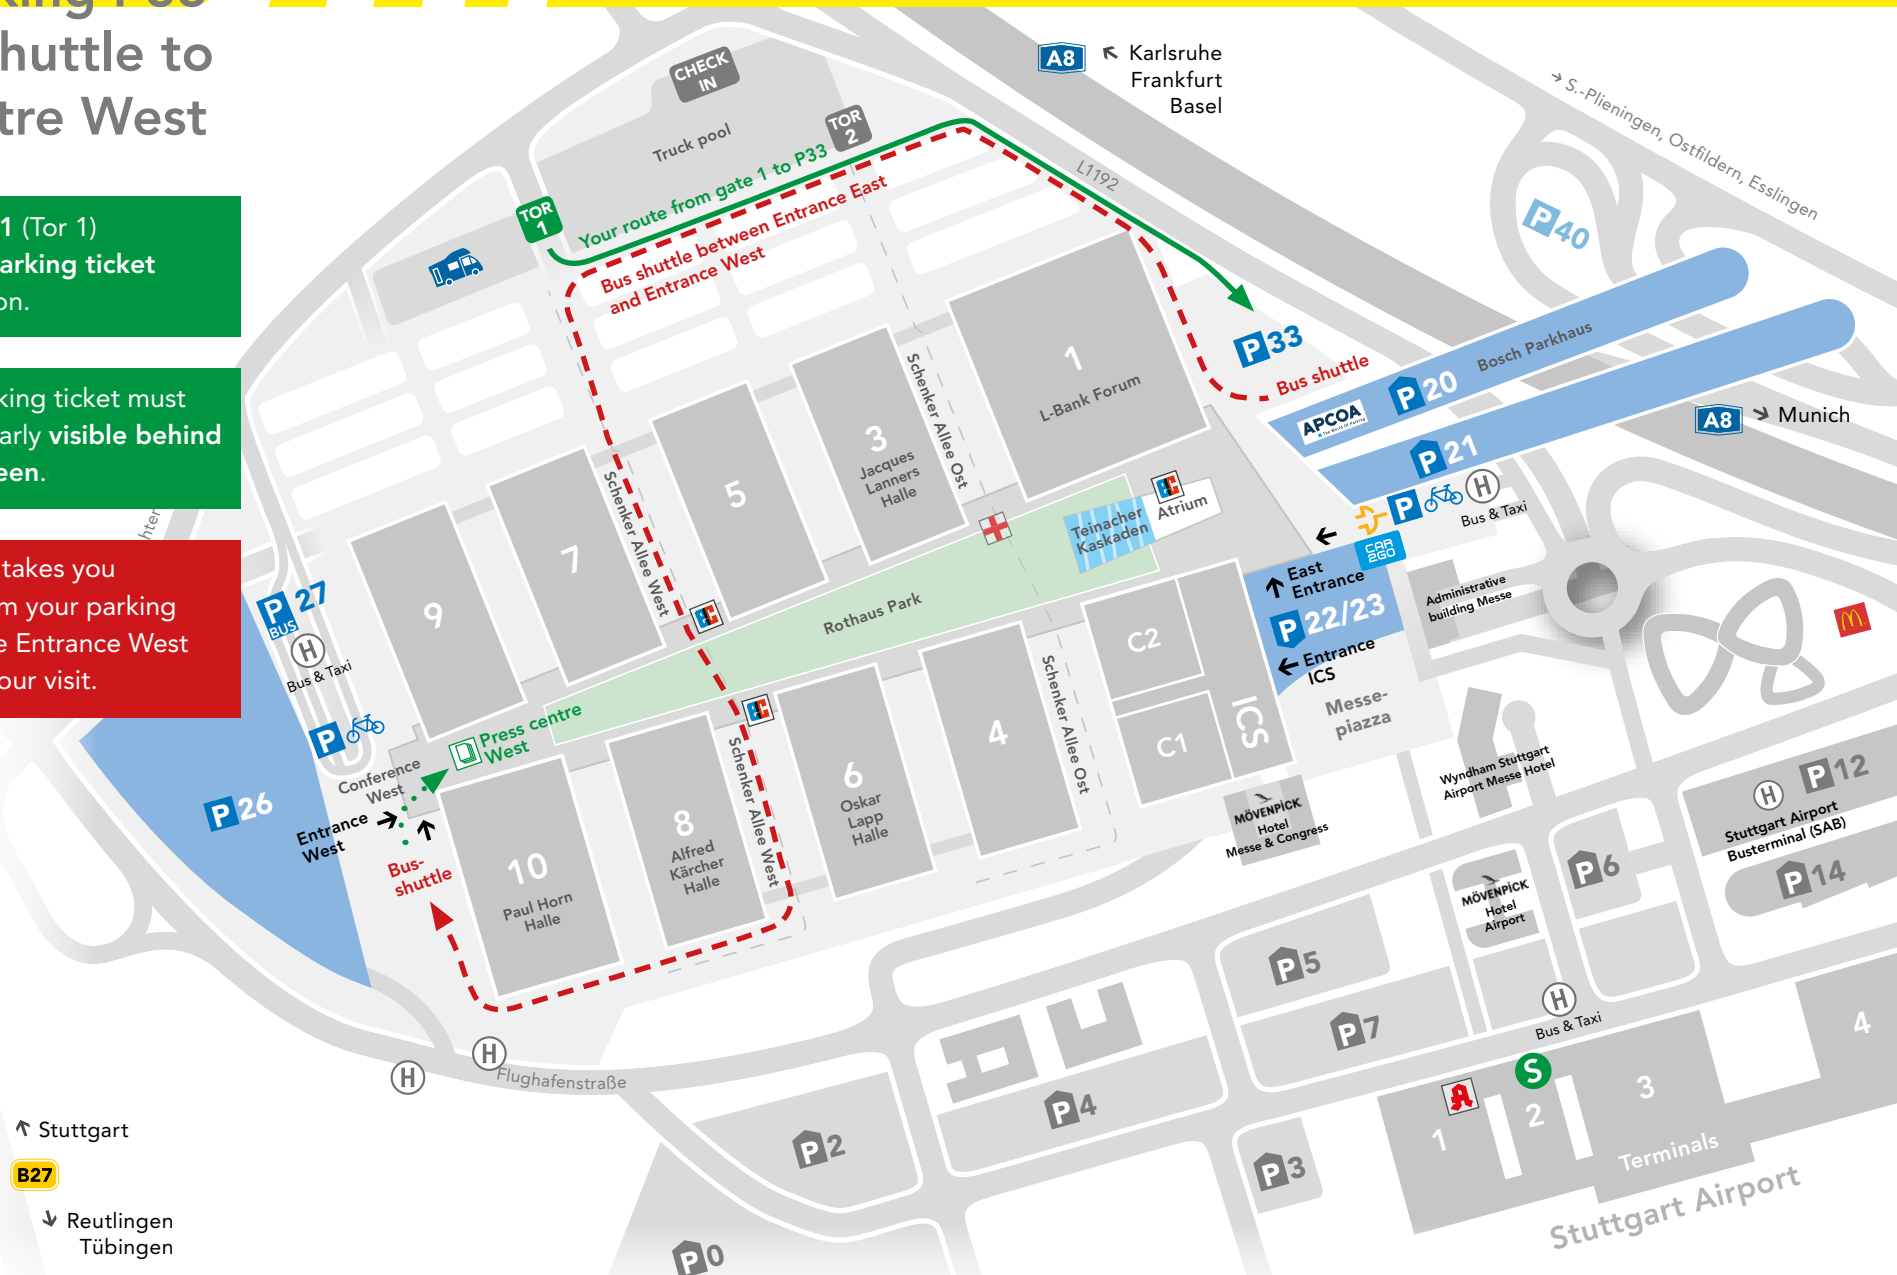 huttle to
tre West
1 (Tor 1)
arking ticket
on.
king ticket must
early visible behind
een.
takes you
m your parking
e Entrance West
our visit.
CHECK
IN
Truck pool
TOR
2
TOR
1
Your route from gate 1 to P33
Bus shuttle between Entrance East
and Entrance West
A8
Karlsruhe
Frankfurt
Basel
L1192
S.-Plieningen, Ostfildern, Esslingen
P40
P33
Bus shuttle
Bosch Parkhaus
APCOA
P20
P21
A8
Munich
1
L-Bank Forum
3
Jacques
Lanners
Halle
5
7
9
Schenker Allee Ost
Schenker Allee West
EC
Atrium
Teinacher
Kaskaden
Rothaus Park
P
H
Bus & Taxi
CAR
2GO
East
Entrance
P22/23
Entrance
ICS
Administrative
building Messe
Messe-
piazza
C2
C1
ICS
4
6
Oskar
Lapp
Halle
8
Alfred
Kärcher
Halle
10
Paul Horn
Halle
Schenker Allee Ost
Schenker Allee West
EC
EC
P27
BUS
H
Bus & Taxi
P
P26
Press centre
West
Conference
West
Entrance
West
Bus-
shuttle
hter
MÖVENPICK
Hotel
Messe & Congress
Wyndham Stuttgart
Airport Messe Hotel
H
P12
Stuttgart Airport
Busterminal (SAB)
P14
P6
MÖVENPICK
Hotel
Airport
P5
P7
H
Bus & Taxi
S
4
3
2
1
Terminals
Stuttgart Airport
P4
P3
P2
P0
H
H
Flughafenstraße
Stuttgart
B27
Reutlingen
Tübingen